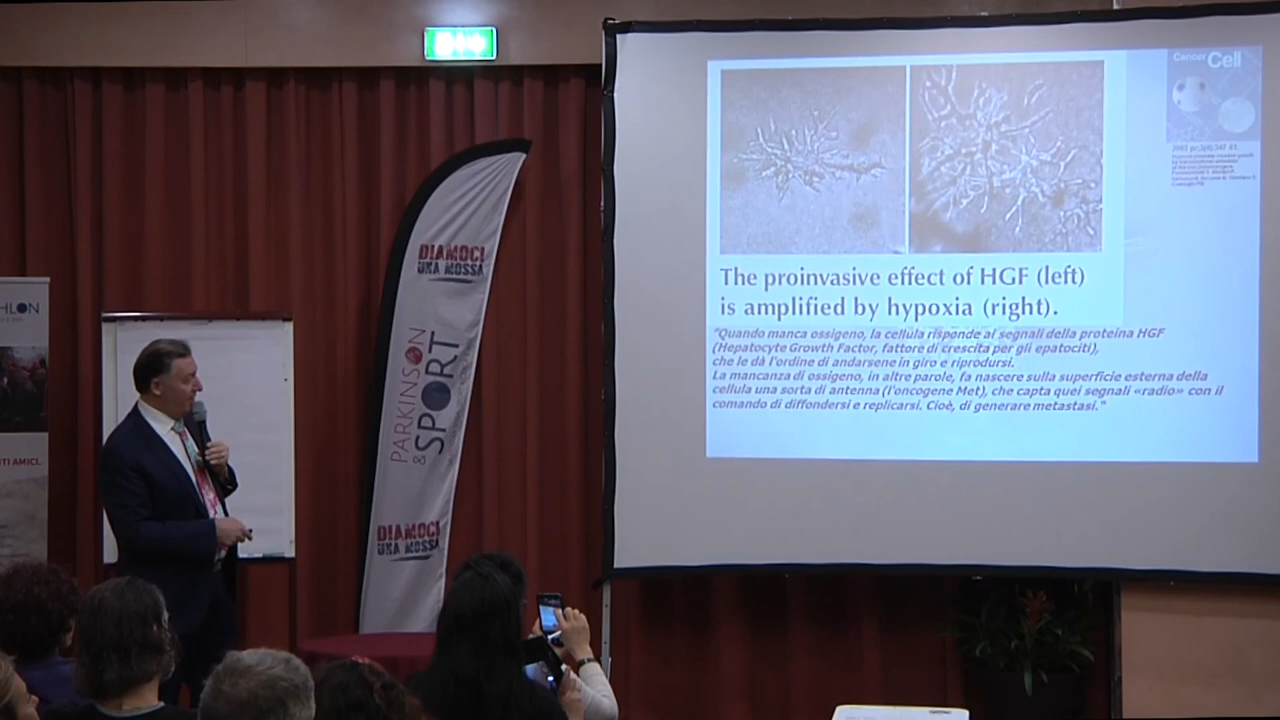 HLON
TI AMICI.
DIAMOCI
UNA MOSSA
PARKINSON
& SPORT
DIAMOCI
UNA MOSSA
Cancer Cell
The proinvasive effect of HGF (left)
is amplified by hypoxia (right).
"Quando manca ossigeno, la cellula risponde ai segnali della proteina HGF
(Hepatocyte Growth Factor, fattore di crescita per gli epatociti),
che le dà l'ordine di andarsene in giro e riprodursi.
La mancanza di ossigeno, in altre parole, fa nascere sulla superficie esterna della
cellula una sorta di antenna (l'oncogene Met), che capta quei segnali «radio» con il
comando di diffondersi e replicarsi. Cioè, di generare metastasi."